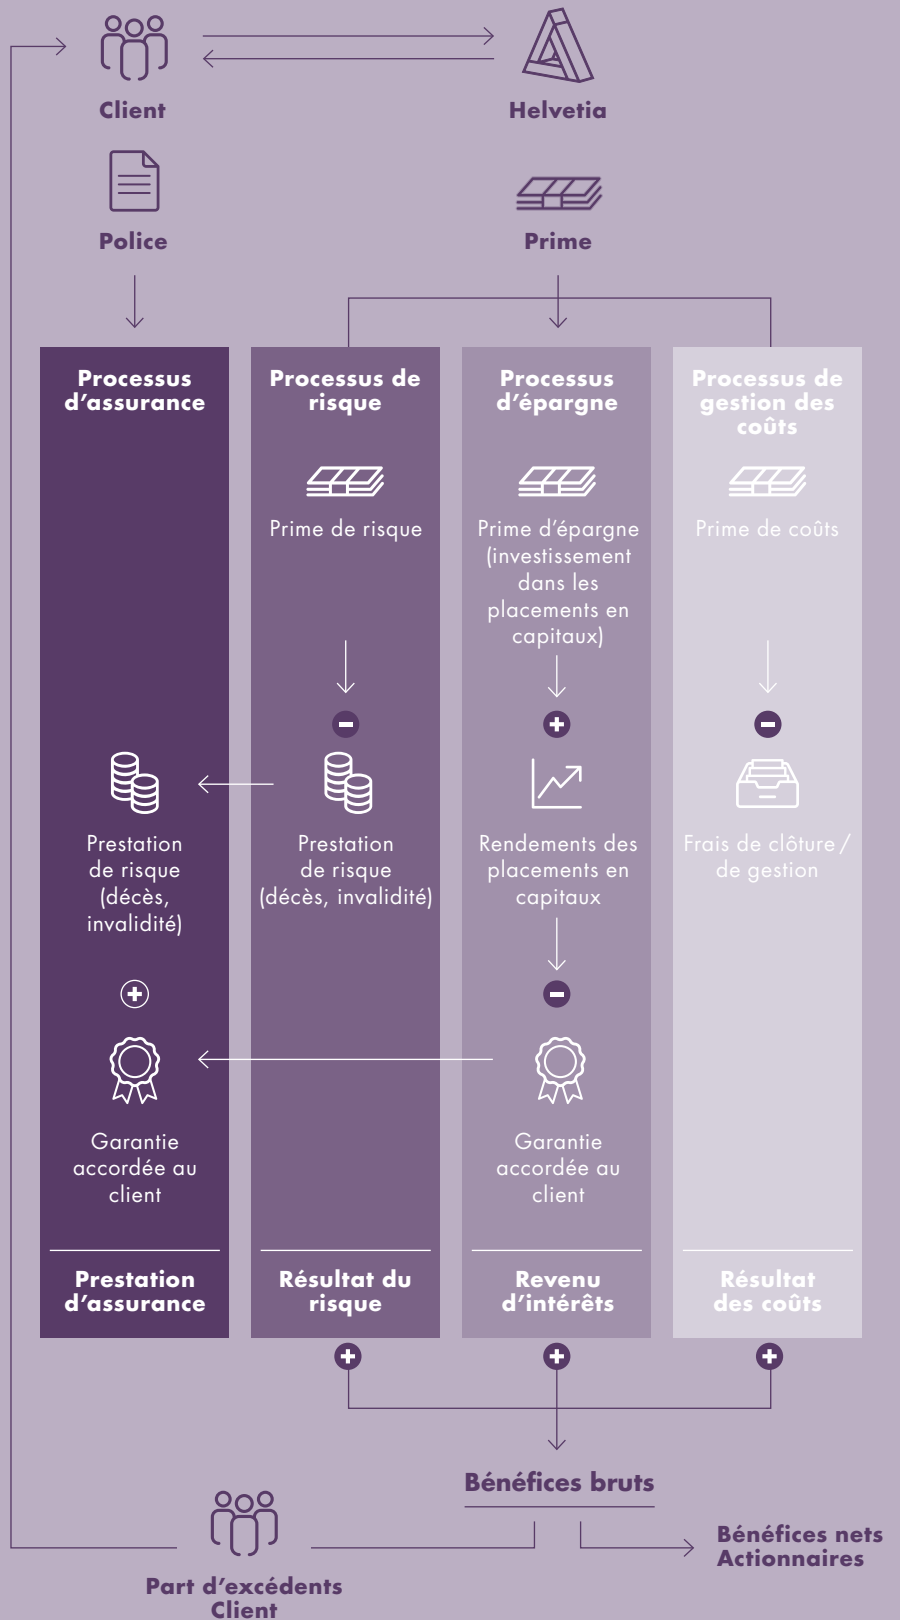 Client
Helvetia
Police
Prime
Processus
d'assurance
Prestation
de risque
(décès,
invalidité)
Garantie
accordée au
client
Prestation
d'assurance
Processus de
risque
Prime de risque
Prestation
de risque
(décès, invalidité)
Résultat du
risque
Processus
d'épargne
Prime d'épargne
(investissement
dans les
placements en
capitaux)
Rendements des
placements en
capitaux
Garantie
accordée au
client
Revenu
d'intérêts
Processus de
gestion des
coûts
Prime de coûts
Frais de clôture /
de gestion
Résultat
des coûts
Bénéfices bruts
Bénéfices nets
Actionnaires
Part d'excédents
Client